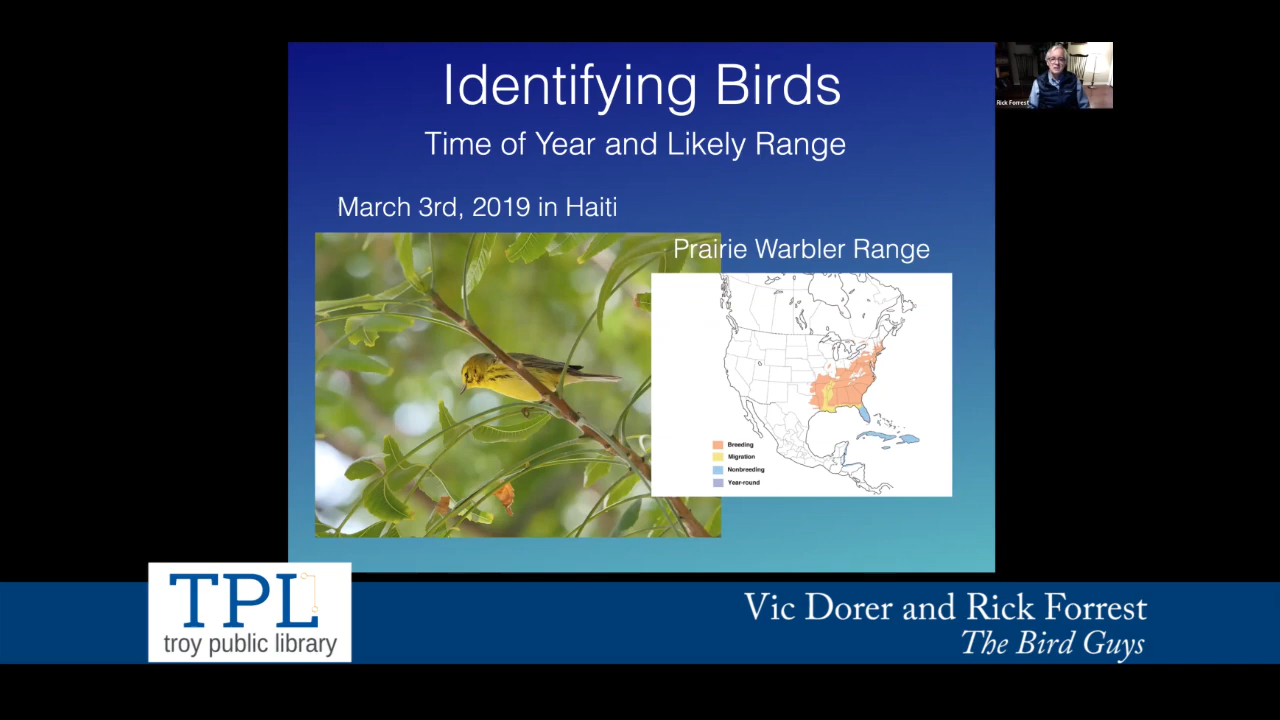 Identifying Birds
Time of Year and Likely Range
March 3rd, 2019 in Haiti
Prairie Warbler Range
Breeding
Migration
Nonbreeding
Year-round
Rick Forrest
TPL
troy public library
Vic Dorer and Rick Forrest
The Bird Guys